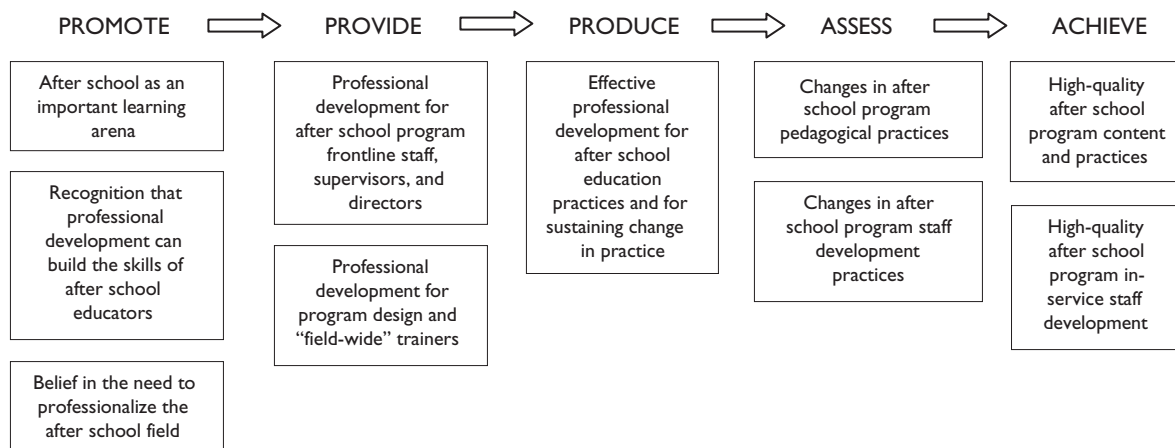 PROMOTE
PROVIDE
PRODUCE
ASSESS
ACHIEVE
After school as an
important learning
arena
Recognition that
professional
development can
build the skills of
after school
educators
Belief in the need to
professionalize the
after school field
Professional
development for
after school program
frontline staff,
supervisors, and
directors
Professional
development for
program design and
“field-wide” trainers
Effective
professional
development for
after school
education
practices and for
sustaining change
in practice
Changes in after
school program
pedagogical practices
Changes in after
school program staff
development
practices
High-quality
after school
program content
and practices
High-quality
after school
program in-
service staff
development